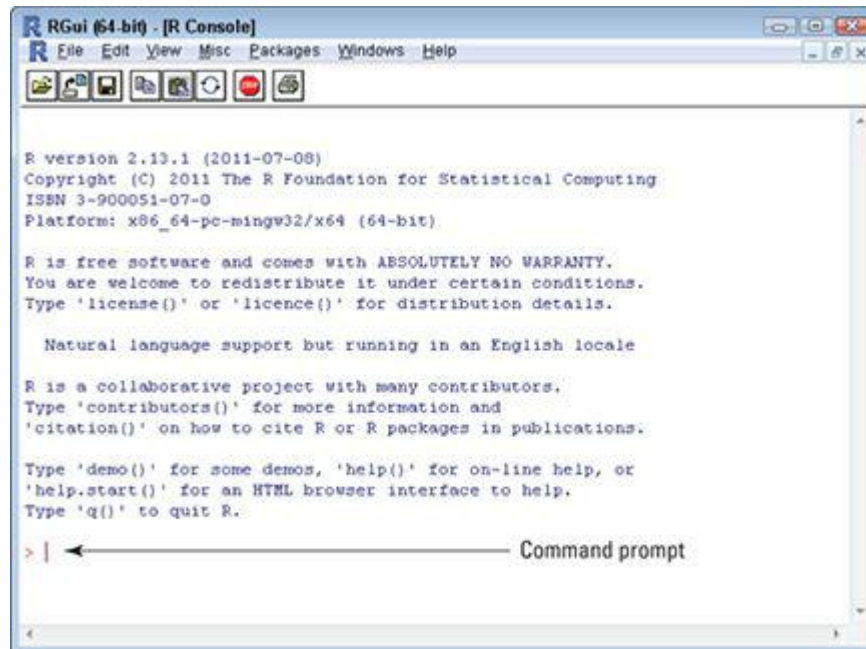 RGui (64-bit) - [R Console]
File Edit View Misc Packages Windows Help
STOP
R version 2.13.1 (2011-07-08)
Copyright (C) 2011 The R Foundation for Statistical Computing
ISBN 3-900051-07-0
Platform: x86_64-pc-mingw32/x64 (64-bit)
R is free software and comes with ABSOLUTELY NO WARRANTY.
You are welcome to redistribute it under certain conditions.
Type 'license()' or 'licence()' for distribution details.
Natural language support but running in an English locale
R is a collaborative project with many contributors.
Type 'contributors()' for more information and
'citation()' on how to cite R or R packages in publications.
Type 'demo()' for some demos, 'help()' for on-line help, or
'help.start()' for an HTML browser interface to help.
Type 'q()' to quit R.
> Command prompt